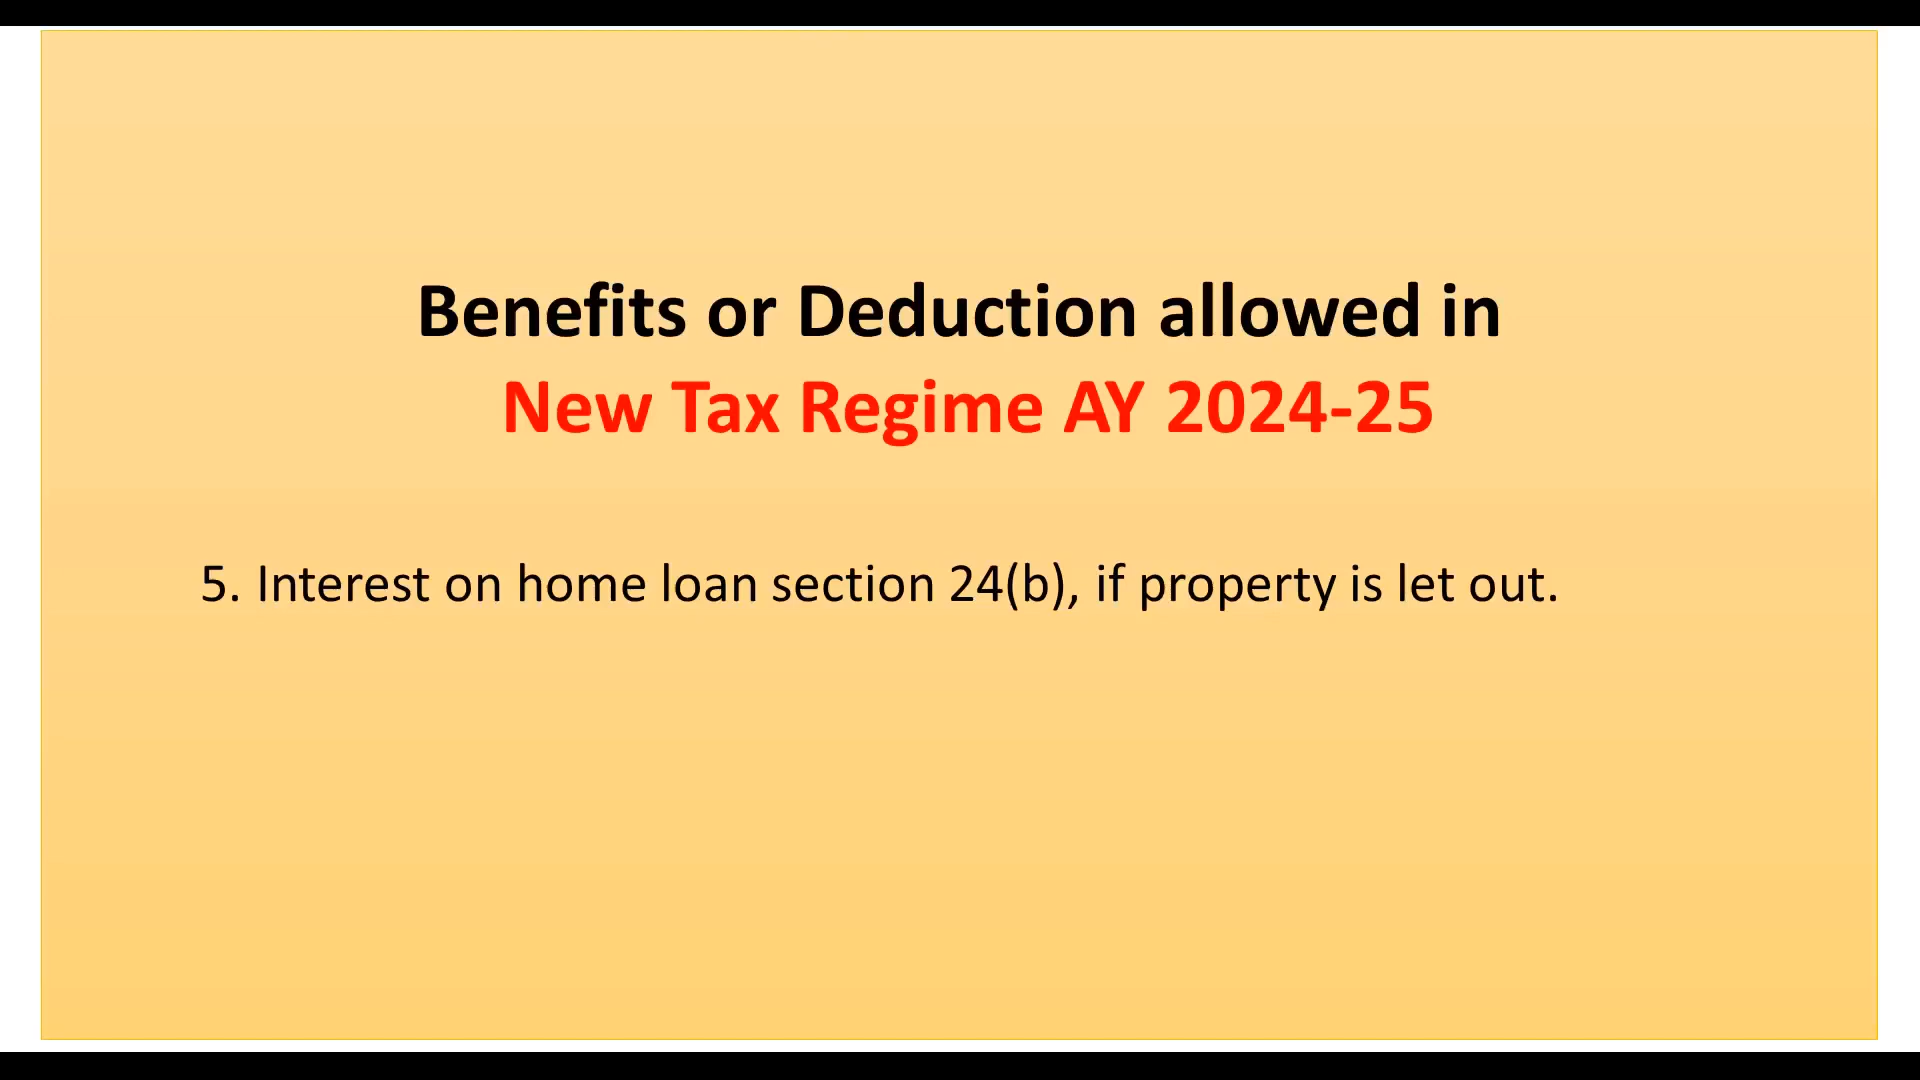 Benefits or Deduction allowed in
New Tax Regime AY 2024-25
5. Interest on home loan section 24(b), if property is let out.